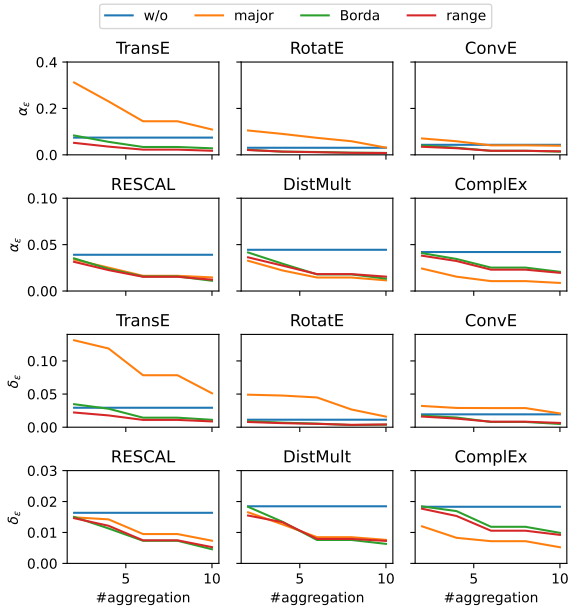 w/o major Borda range
TransE RotatE ConvE
0.4
0.2
0.0
α_ε
RESCAL DistMult ComplEx
0.10
0.05
0.00
α_ε
TransE RotatE ConvE
0.10
0.05
0.00
δ_ε
RESCAL DistMult ComplEx
0.03
0.02
0.01
0.00
δ_ε
5 10 5 10 5 10
#aggregation #aggregation #aggregation